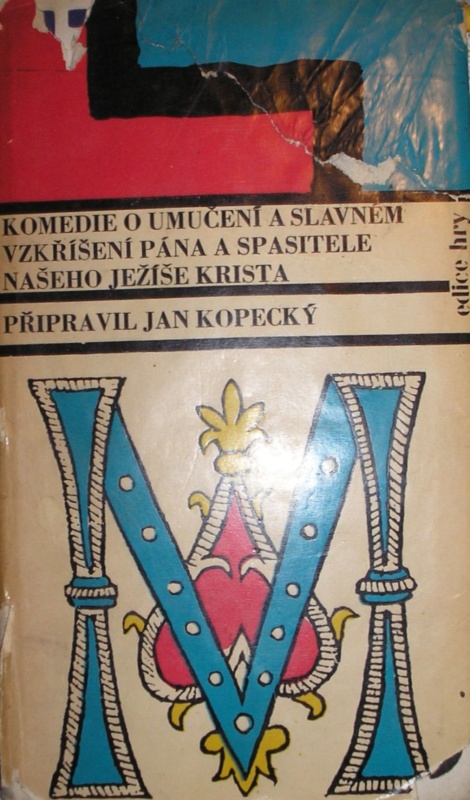 KOMEDIE O UMUČENÍ A SLAVNÉM
VZKŘÍŠENÍ PÁNA A SPASITELE
NAŠEHO JEŽÍŠE KRISTA
PŘIPRAVIL JAN KOPECKÝ
edice hry
M